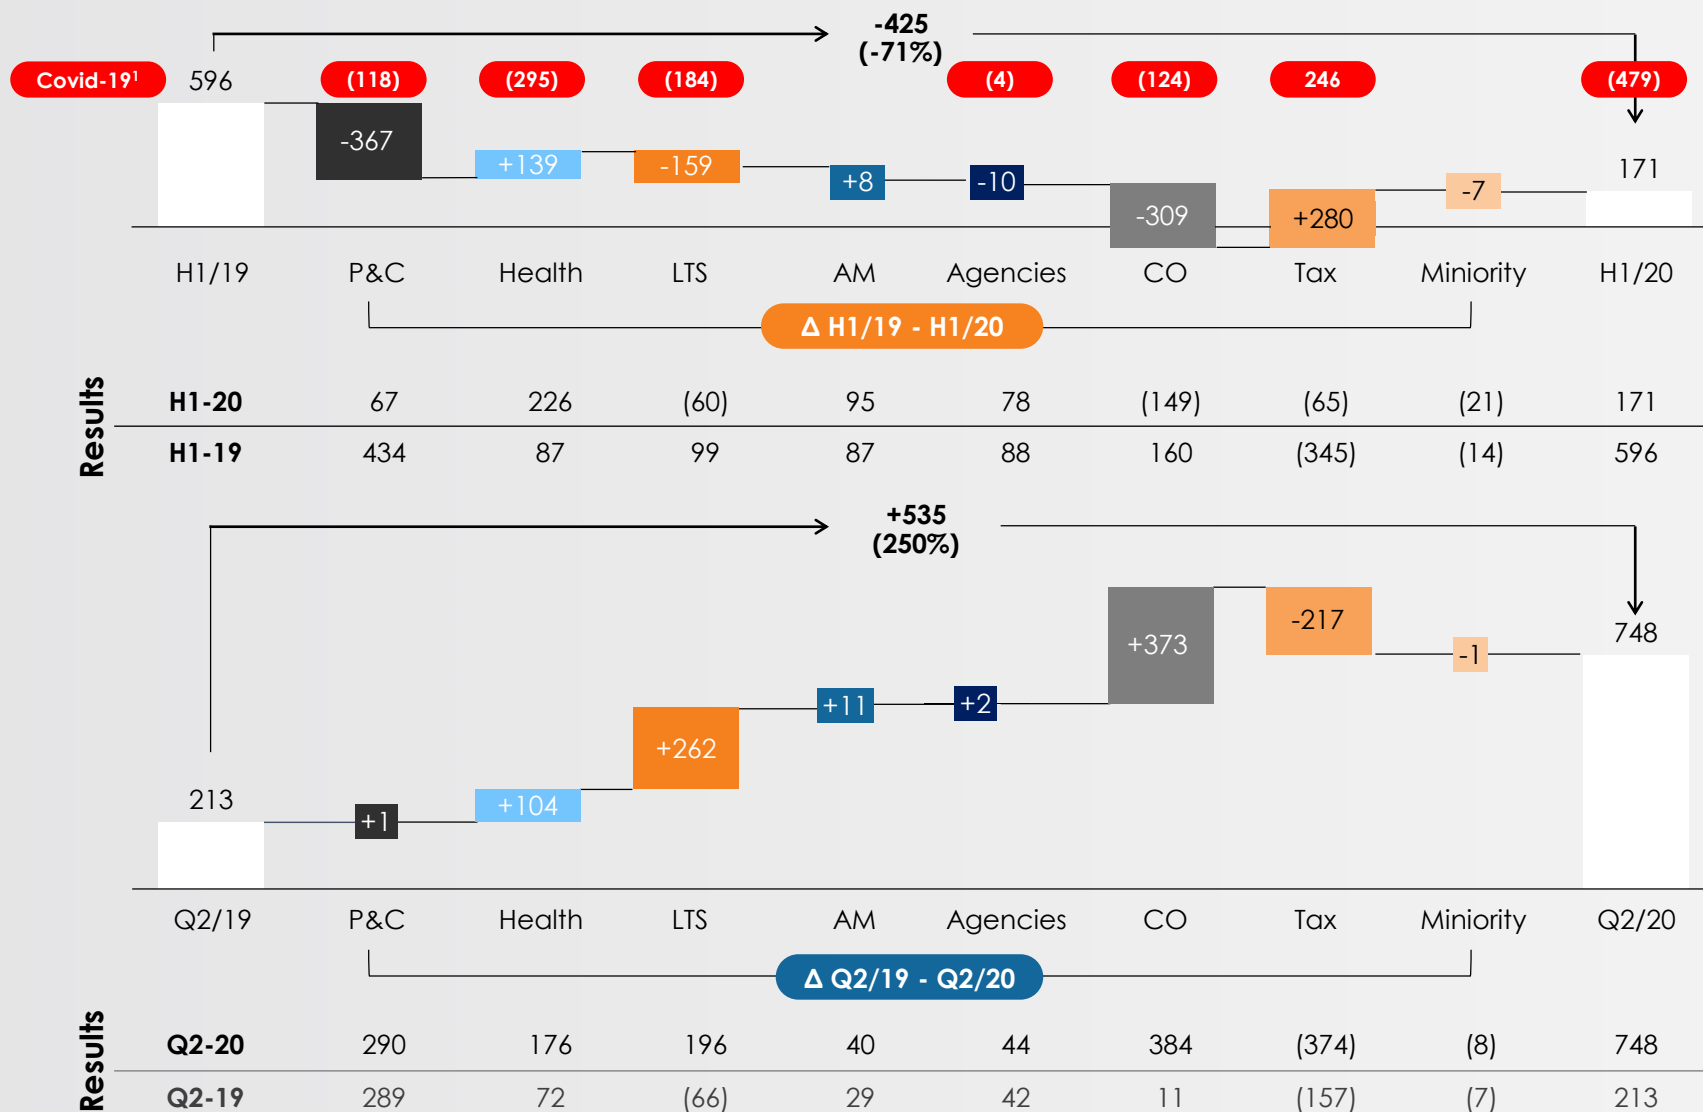 -425
(-71%)
Covid-19¹ 596 (118) (295) (184) (4) (124) 246 (479)
-367 +139 -159 +8 -10 -309 +280 -7 171
H1/19 P&C Health LTS AM Agencies CO Tax Miniority H1/20
Δ H1/19 - H1/20
Results
H1-20 67 226 (60) 95 78 (149) (65) (21) 171
H1-19 434 87 99 87 88 160 (345) (14) 596
+535
(250%)
213 +1 +104 +262 +11 +2 +373 -217 -1 748
Q2/19 P&C Health LTS AM Agencies CO Tax Miniority Q2/20
Δ Q2/19 - Q2/20
Results
Q2-20 290 176 196 40 44 384 (374) (8) 748
Q2-19 289 72 (66) 29 42 11 (157) (7) 213